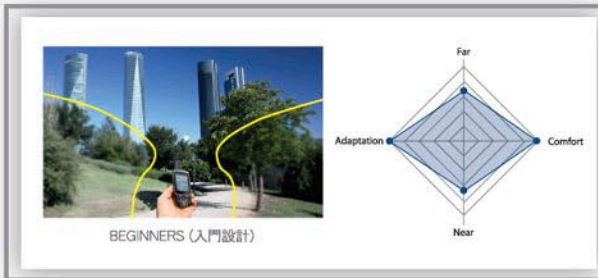 Far
Adaptation
Comfort
Near
BEGINNERS (入門設計)